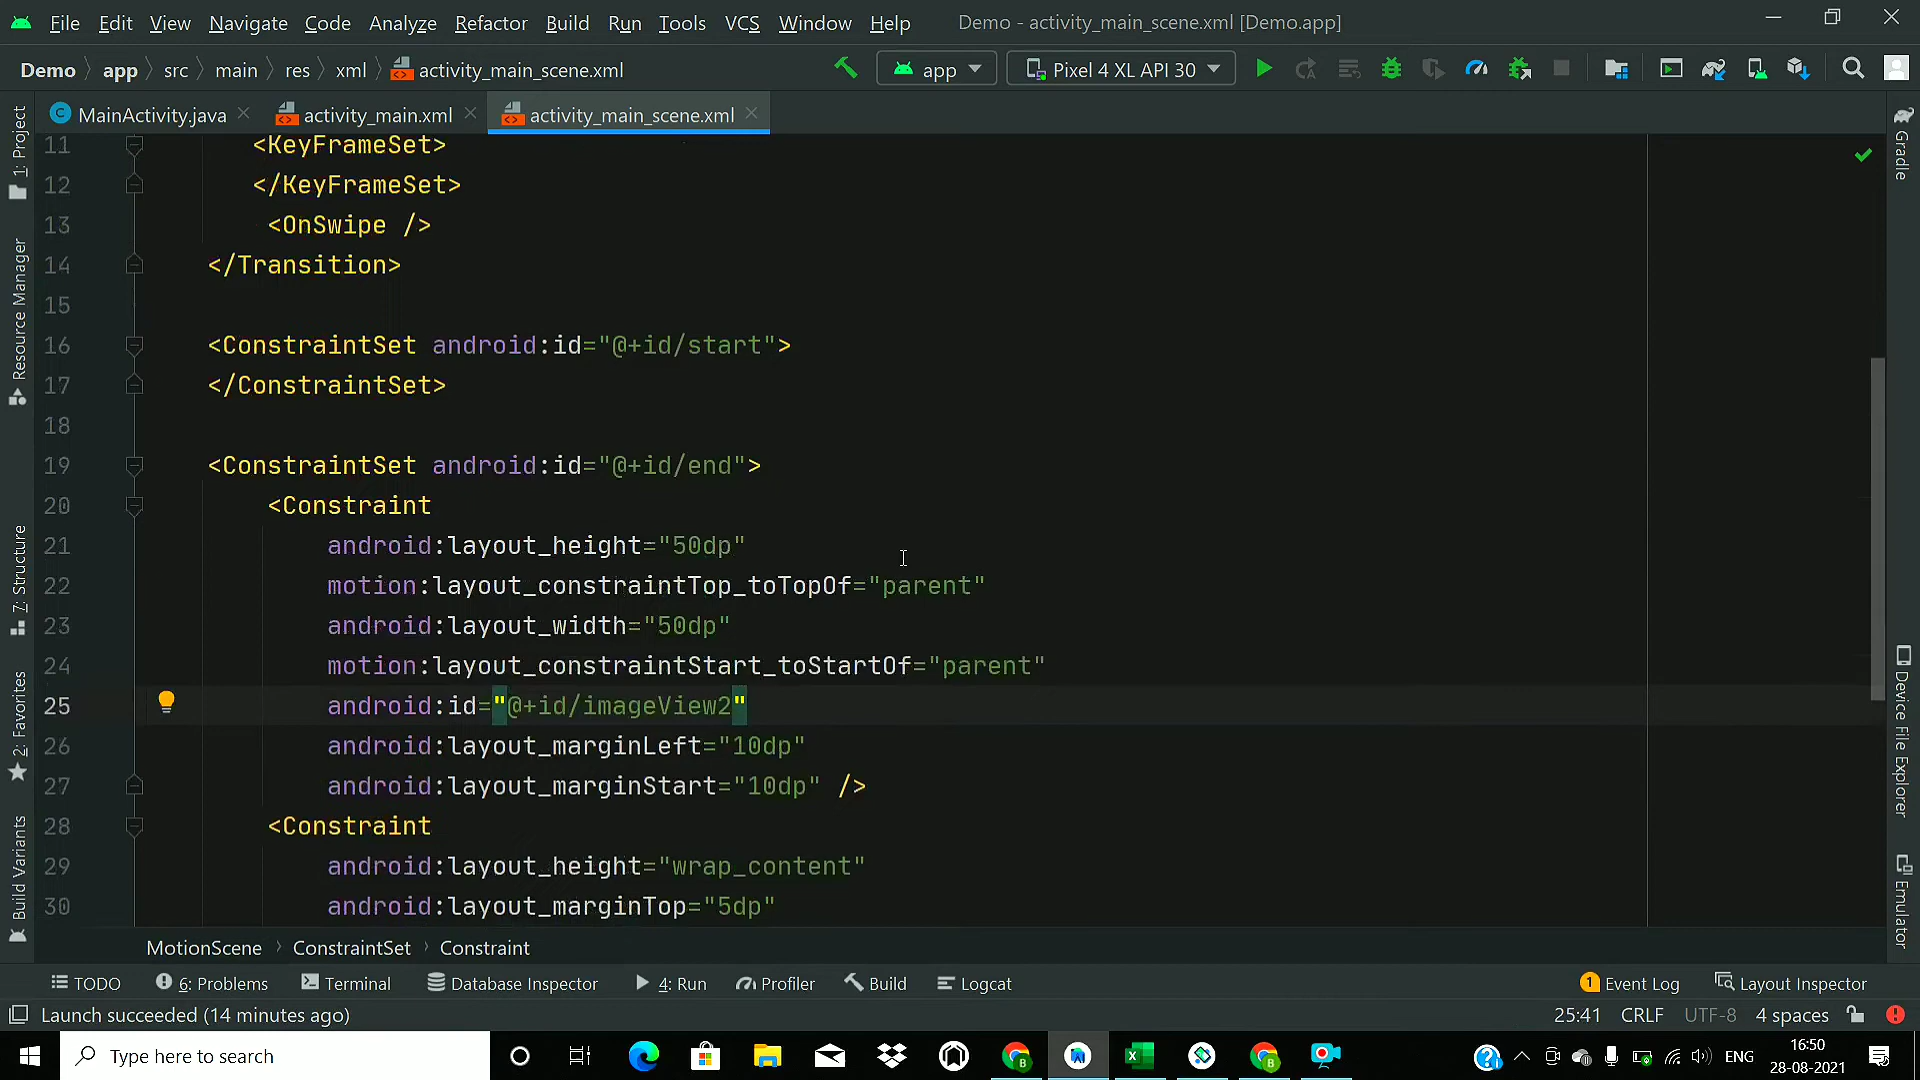 File Edit View Navigate Code Analyze Refactor Build Run Tools VCS Window Help Demo - activity_main_scene.xml [Demo.app]
Demo app src main res xml activity_main_scene.xml app Pixel 4 XL API 30
MainActivity.java activity_main.xml activity_main_scene.xml
11 <KeyFrameSet>
12 </KeyFrameSet>
13 <OnSwipe />
14 </Transition>
15
16 <ConstraintSet android:id="@+id/start">
17 </ConstraintSet>
18
19 <ConstraintSet android:id="@+id/end">
20 <Constraint
21 android:layout_height="50dp"
22 motion:layout_constraintTop_toTopOf="parent"
23 android:layout_width="50dp"
24 motion:layout_constraintStart_toStartOf="parent"
25 android:id="@+id/imageView2"
26 android:layout_marginLeft="10dp"
27 android:layout_marginStart="10dp" />
28 <Constraint
29 android:layout_height="wrap_content"
30 android:layout_marginTop="5dp"
1: Project
Resource Manager
7: Structure
2: Favorites
Build Variants
Gradle
Device File Explorer
Emulator
MotionScene ConstraintSet Constraint
TODO 6: Problems Terminal Database Inspector 4: Run Profiler Build Logcat 1 Event Log Layout Inspector
Launch succeeded (14 minutes ago) 25:41 CRLF UTF-8 4 spaces
Type here to search ENG 16:50
28-08-2021